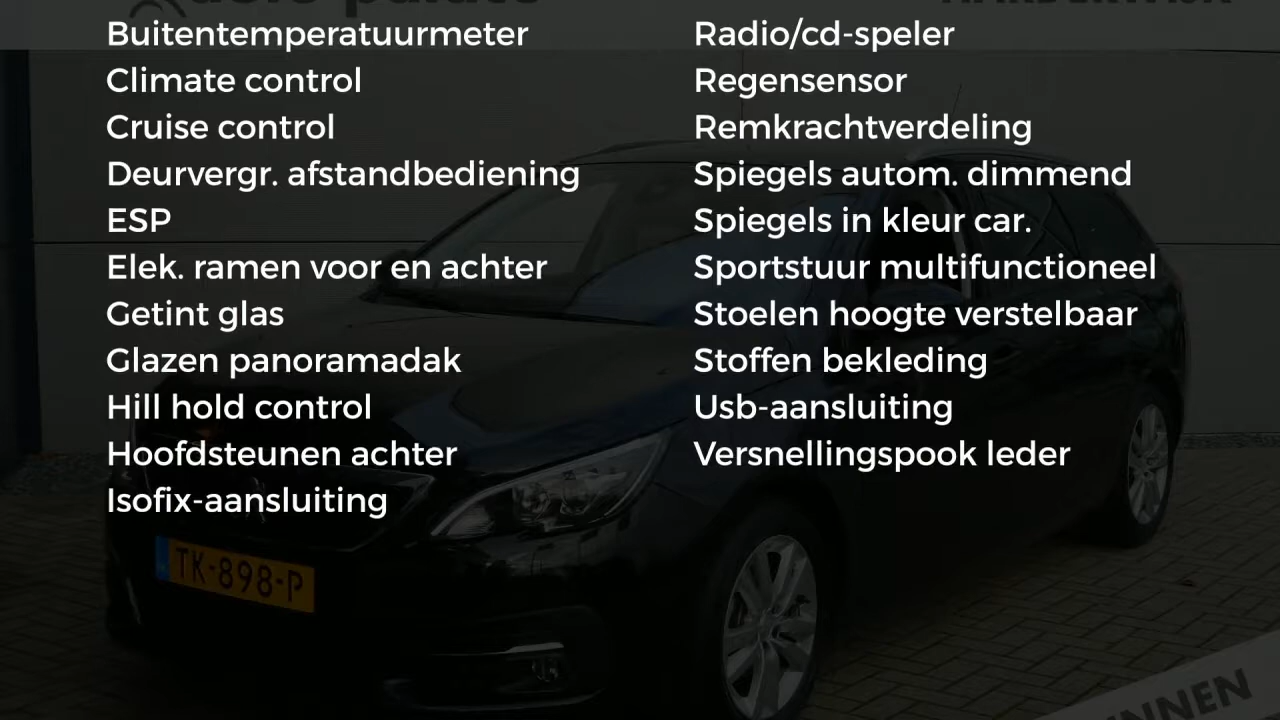 Buitentemperatuurmeter
Climate control
Cruise control
Deurvergr. afstandbediening
ESP
Elek. ramen voor en achter
Getint glas
Glazen panoramadak
Hill hold control
Hoofdsteunen achter
Isofix-aansluiting
Radio/cd-speler
Regensensor
Remkrachtverdeling
Spiegels autom. dimmend
Spiegels in kleur car.
Sportstuur multifunctioneel
Stoelen hoogte verstelbaar
Stoffen bekleding
Usb-aansluiting
Versnellingspook leder
TK-898-P